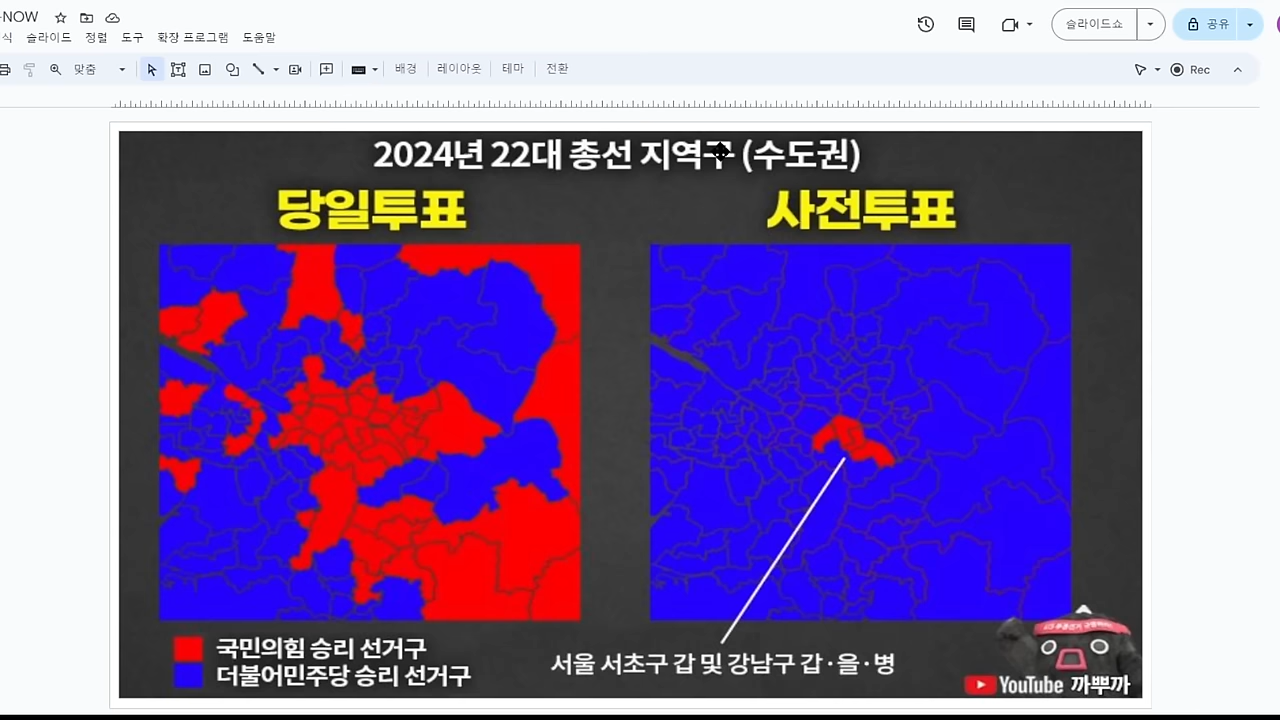 -NOW
식 슬라이드 정렬 도구 확장 프로그램 도움말
슬라이드쇼
공유
맞춤
배경 레이아웃 테마 전환
Rec
2024년 22대 총선 지역구 (수도권)
당일투표 사전투표
국민의힘 승리 선거구
더불어민주당 승리 선거구
서울 서초구 갑 및 강남구 갑·을·병
YouTube 까뿌까